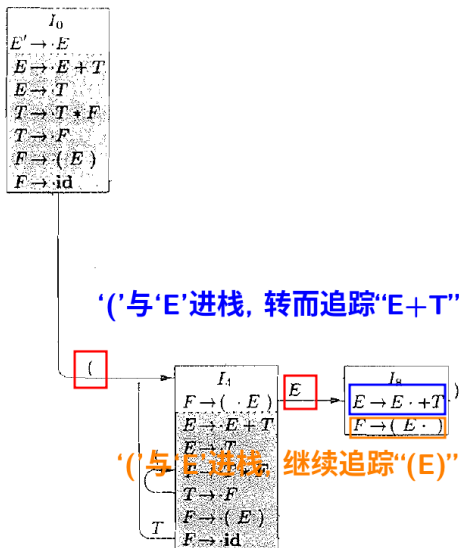 I₀
E′ → ·E
E → ·E + T
E → ·T
T → ·T * F
T → ·F
F → ·( E )
F → ·id
‘(’与‘E’进栈, 转而追踪“E+T”
(
I₄
F → ( · E )
E → ·E + T
E → ·T
T → ·F
F → ·( E )
F → ·id
E
I₈
E → E · + T
F → ( E · )
)
‘(’与‘E’进栈, 继续追踪“(E)”
T